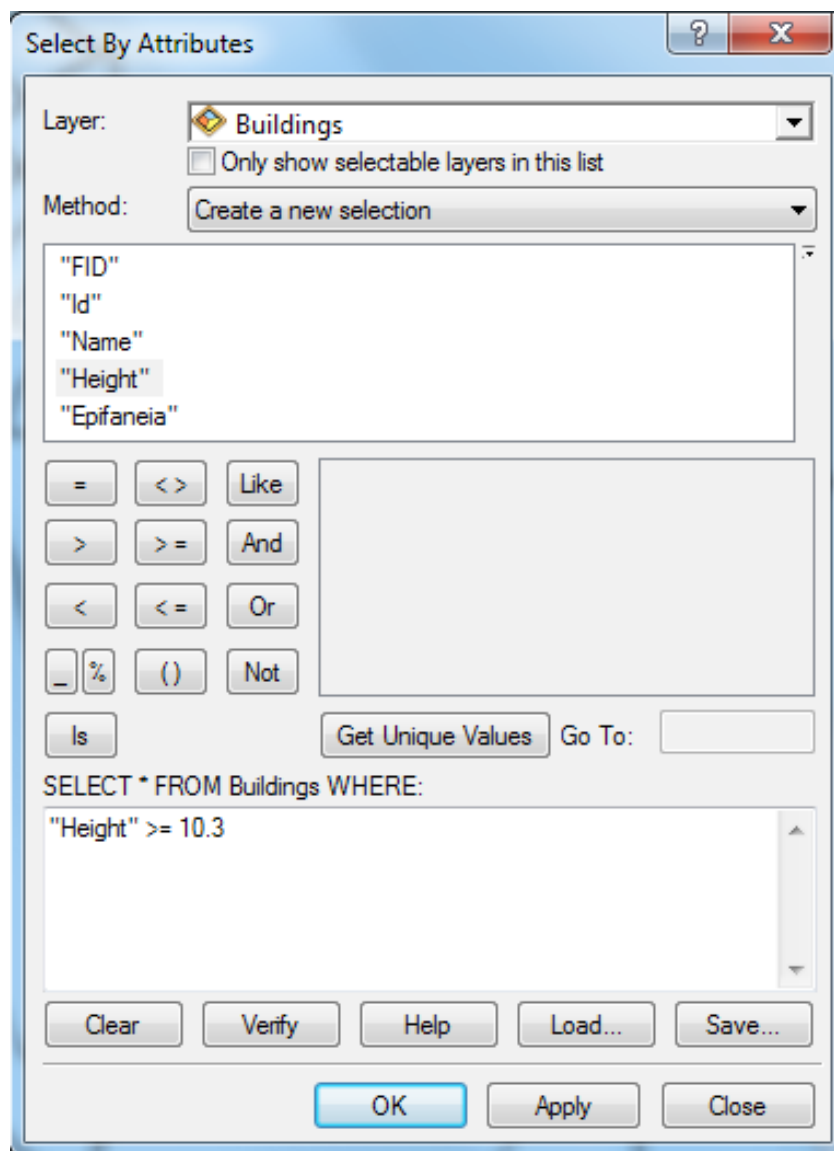 Select By Attributes
Layer: Buildings
Only show selectable layers in this list
Method: Create a new selection
"FID"
"Id"
"Name"
"Height"
"Epifaneia"
= < > Like
> > = And
< < = Or
_ % ( ) Not
Is Get Unique Values Go To:
SELECT * FROM Buildings WHERE:
"Height" >= 10.3
Clear Verify Help Load... Save...
OK Apply Close